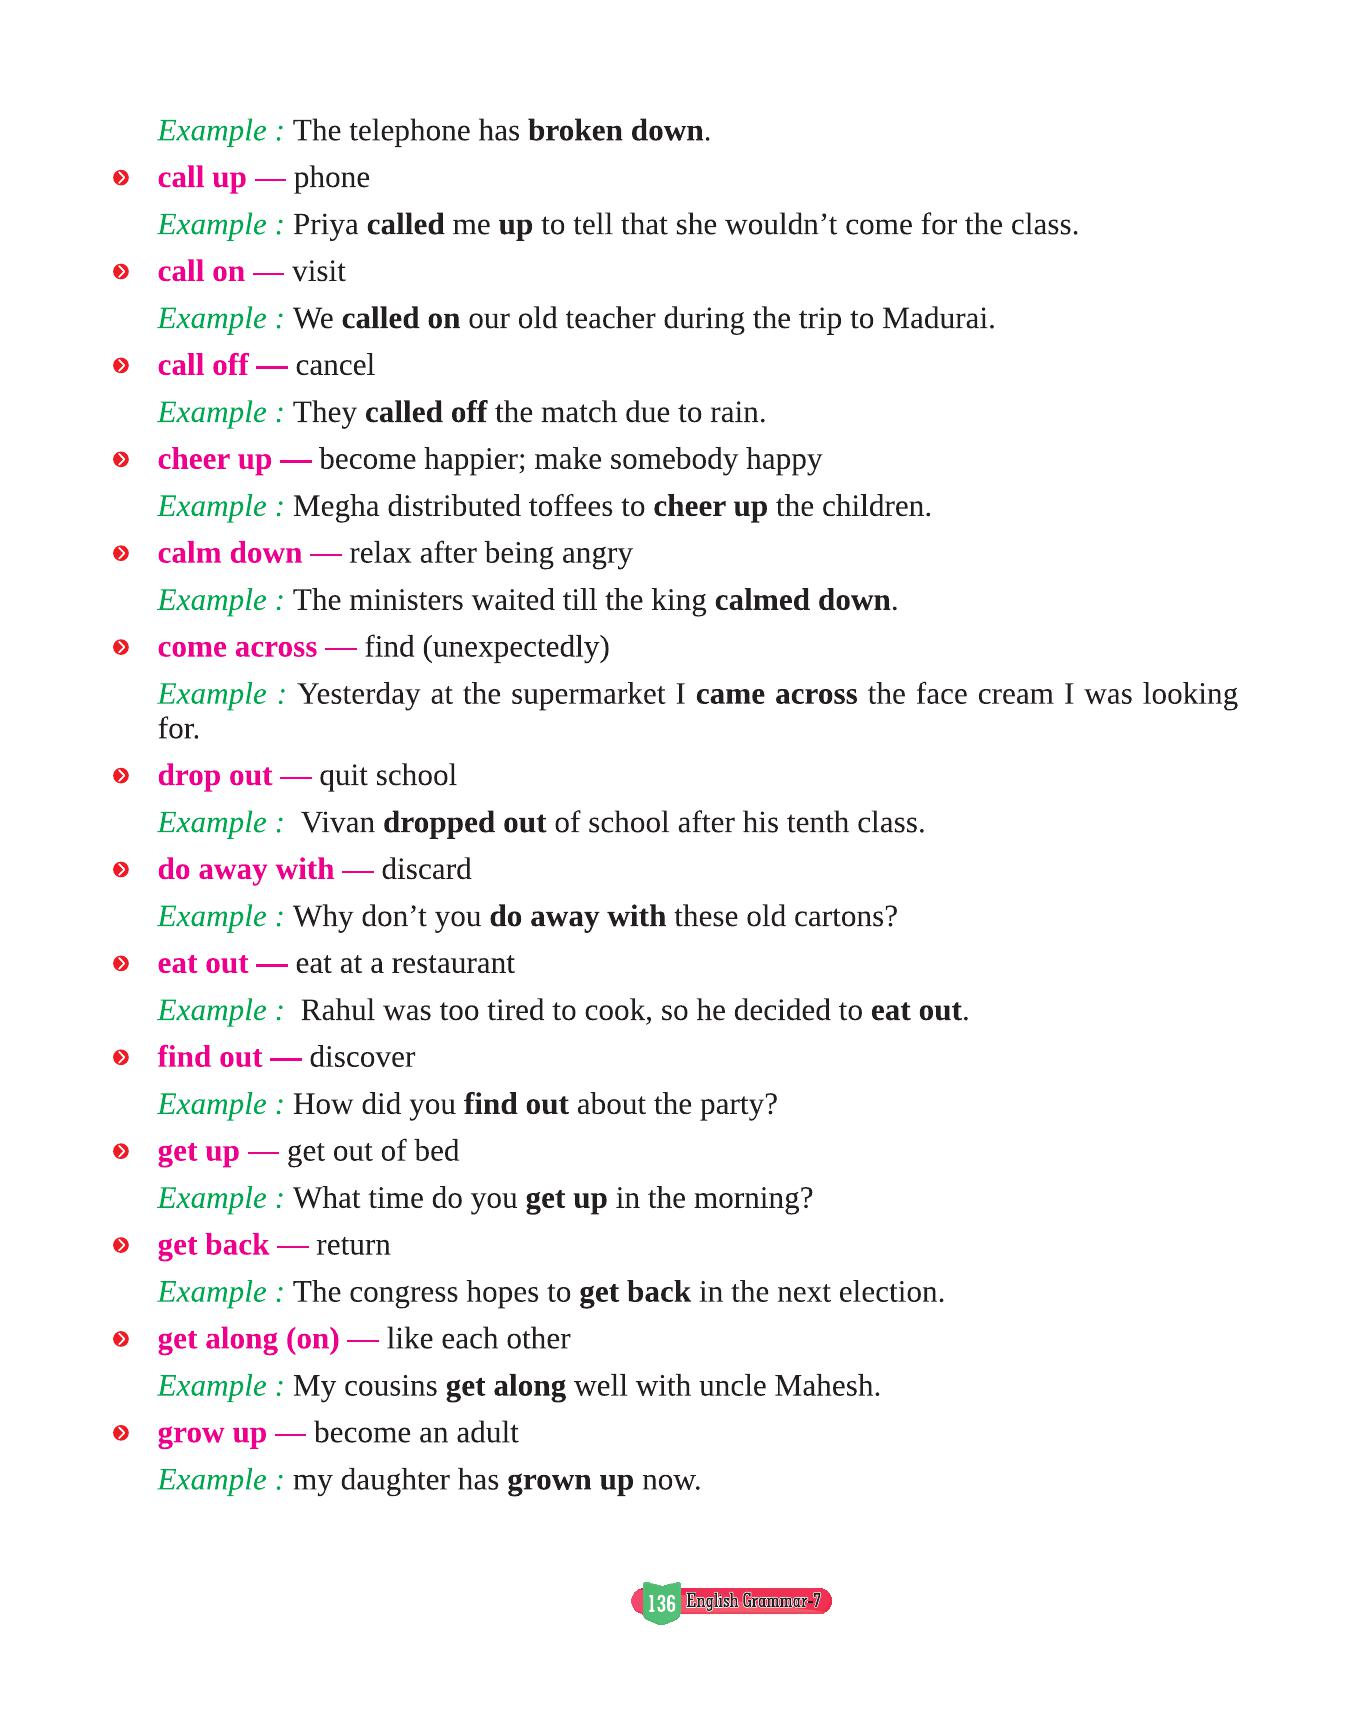 Example : The telephone has broken down.
call up — phone
Example : Priya called me up to tell that she wouldn’t come for the class.
call on — visit
Example : We called on our old teacher during the trip to Madurai.
call off — cancel
Example : They called off the match due to rain.
cheer up — become happier; make somebody happy
Example : Megha distributed toffees to cheer up the children.
calm down — relax after being angry
Example : The ministers waited till the king calmed down.
come across — find (unexpectedly)
Example : Yesterday at the supermarket I came across the face cream I was looking
for.
drop out — quit school
Example : Vivan dropped out of school after his tenth class.
do away with — discard
Example : Why don’t you do away with these old cartons?
eat out — eat at a restaurant
Example : Rahul was too tired to cook, so he decided to eat out.
find out — discover
Example : How did you find out about the party?
get up — get out of bed
Example : What time do you get up in the morning?
get back — return
Example : The congress hopes to get back in the next election.
get along (on) — like each other
Example : My cousins get along well with uncle Mahesh.
grow up — become an adult
Example : my daughter has grown up now.
136 English Grammar-7